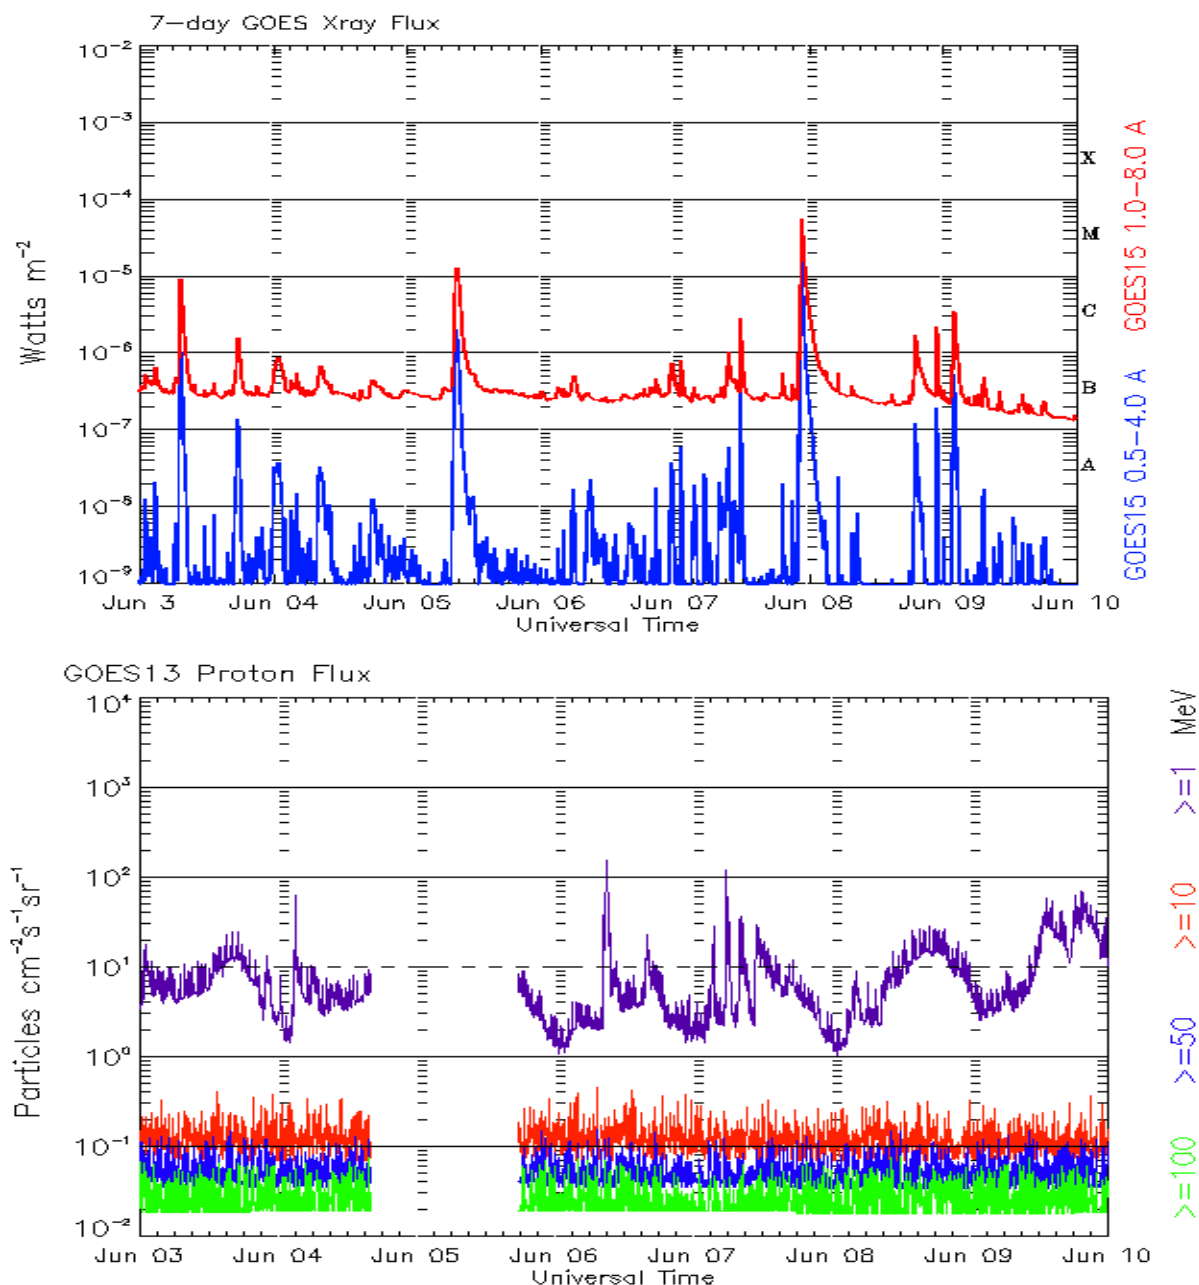 7-day GOES Xray Flux
10⁻²
10⁻³
10⁻⁴
10⁻⁵
10⁻⁶
10⁻⁷
10⁻⁸
10⁻⁹
Watts m⁻²
X
M
C
B
A
GOES15 1.0-8.0 A
GOES15 0.5-4.0 A
Jun 3 Jun 04 Jun 05 Jun 06 Jun 07 Jun 08 Jun 09 Jun 10
Universal Time
GOES13 Proton Flux
10⁴
10³
10²
10¹
10⁰
10⁻¹
10⁻²
Particles cm⁻²s⁻¹sr⁻¹
MeV
>=1
>=10
>=50
>=100
Jun 03 Jun 04 Jun 05 Jun 06 Jun 07 Jun 08 Jun 09 Jun 10
Universal Time